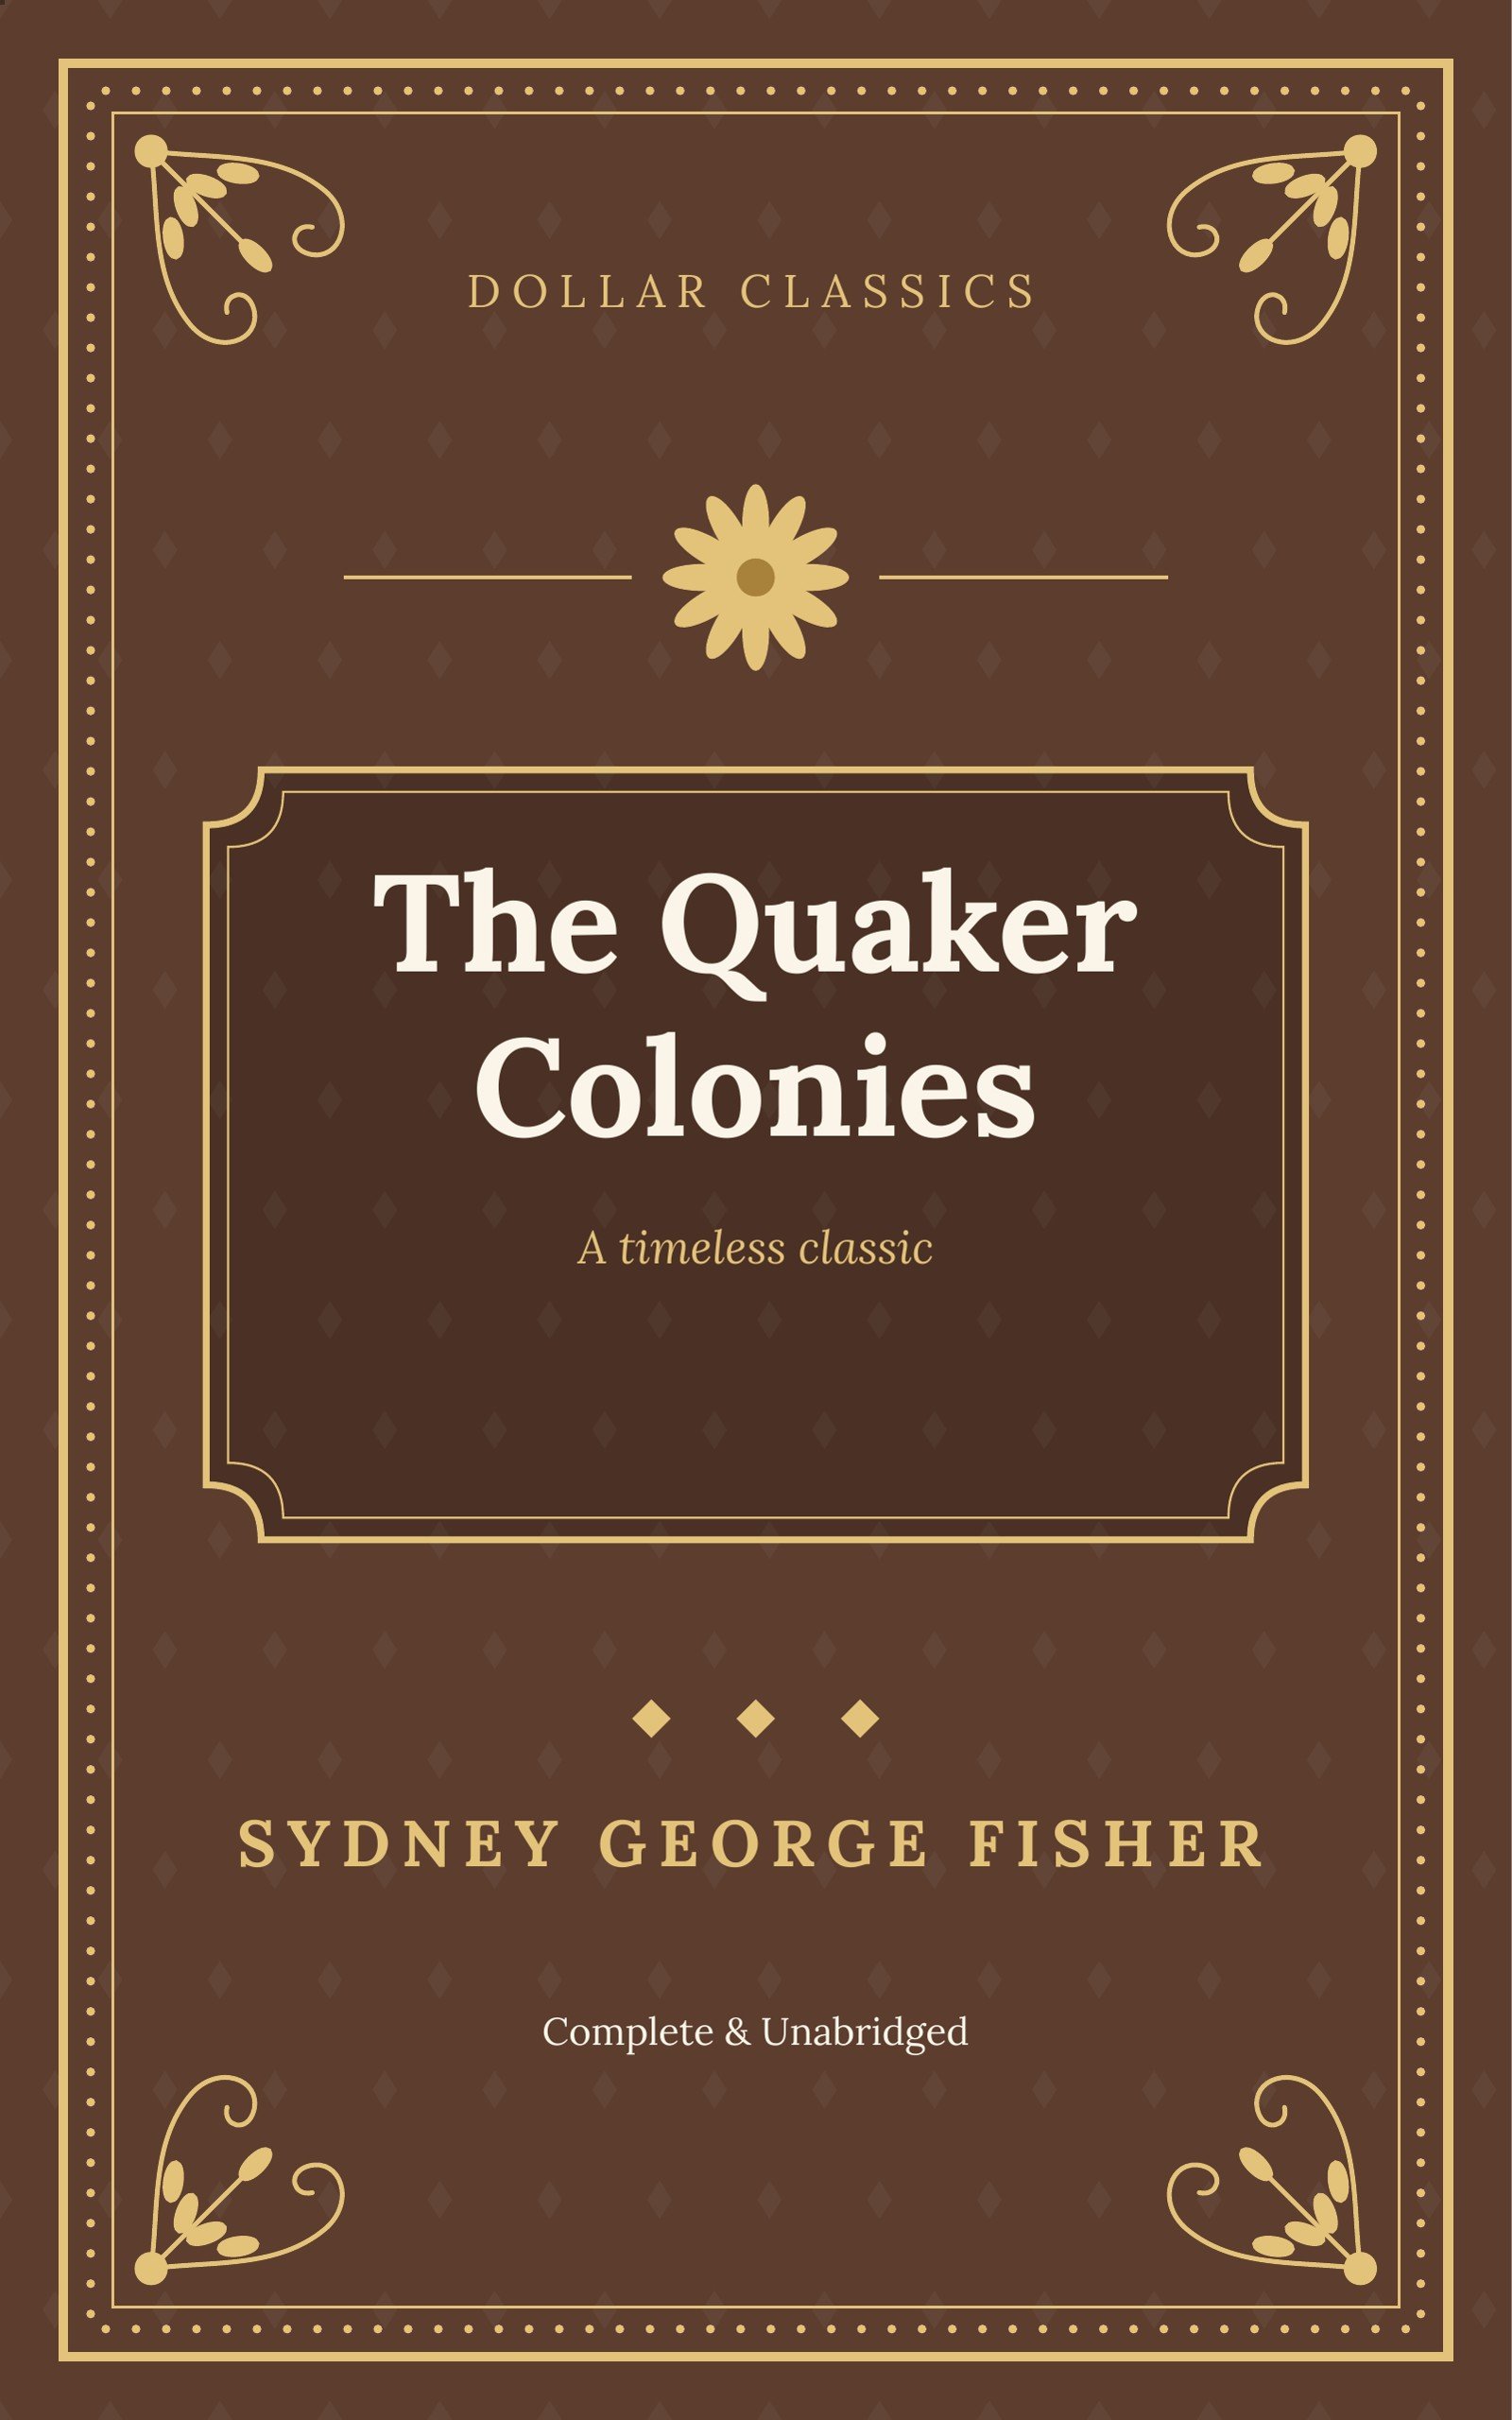 DOLLAR CLASSICS
The Quaker
Colonies
A timeless classic
SYDNEY GEORGE FISHER
Complete & Unabridged